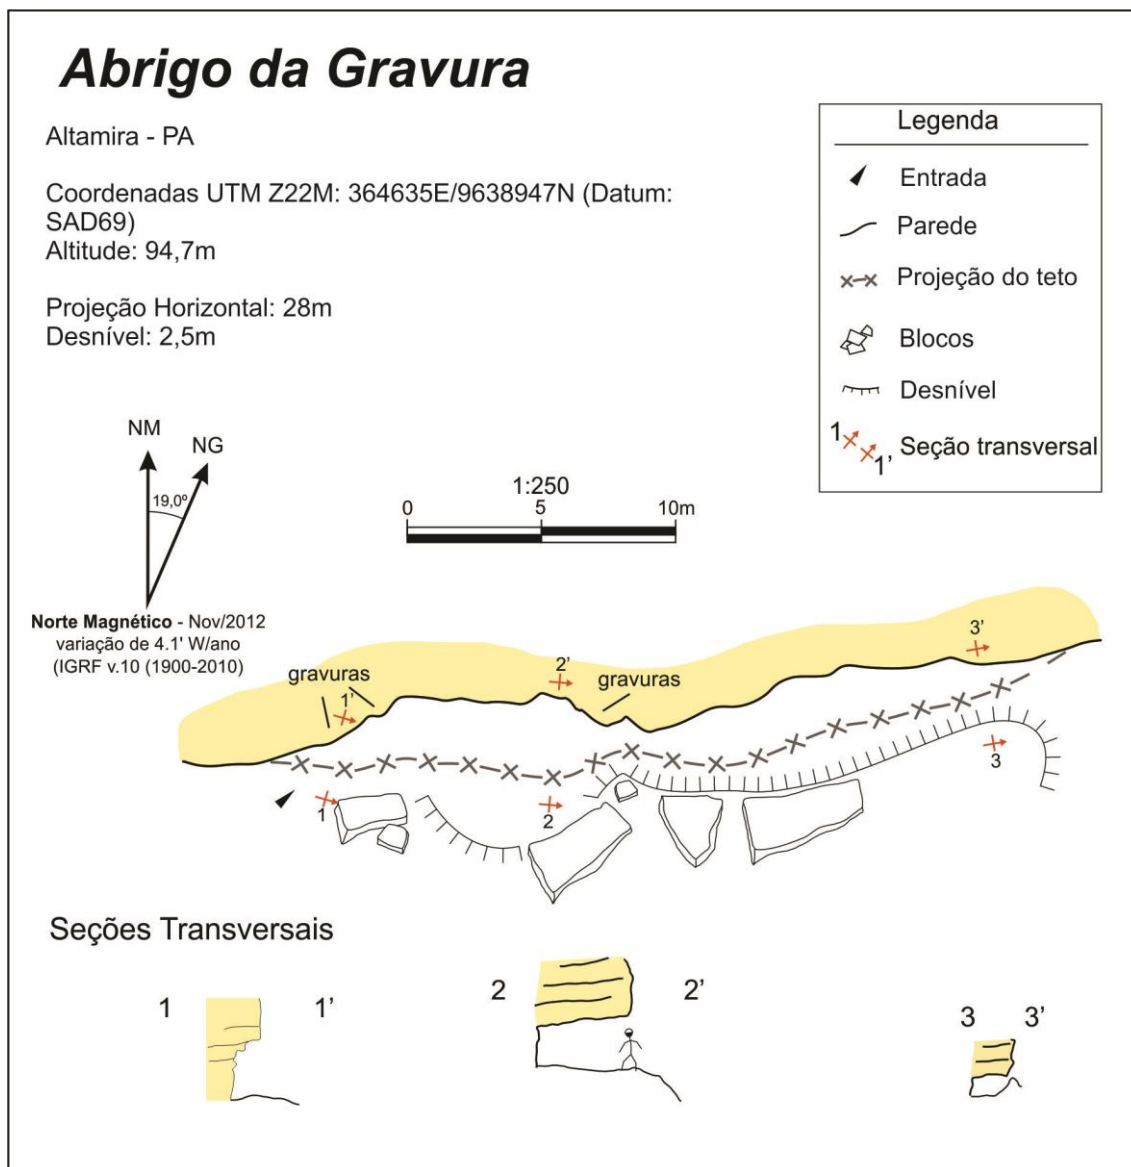 Abrigo da Gravura
Altamira - PA
Coordenadas UTM Z22M: 364635E/9638947N (Datum:
SAD69)
Altitude: 94,7m
Projeção Horizontal: 28m
Desnível: 2,5m
Legenda
Entrada
Parede
Projeção do teto
Blocos
Desnível
1 1' Seção transversal
NM
NG
19,0º
Norte Magnético - Nov/2012
variação de 4.1' W/ano
(IGRF v.10 (1900-2010)
1:250
0 5 10m
gravuras
1'
2'
gravuras
3'
1
2
3
Seções Transversais
1 1'
2 2'
3 3'